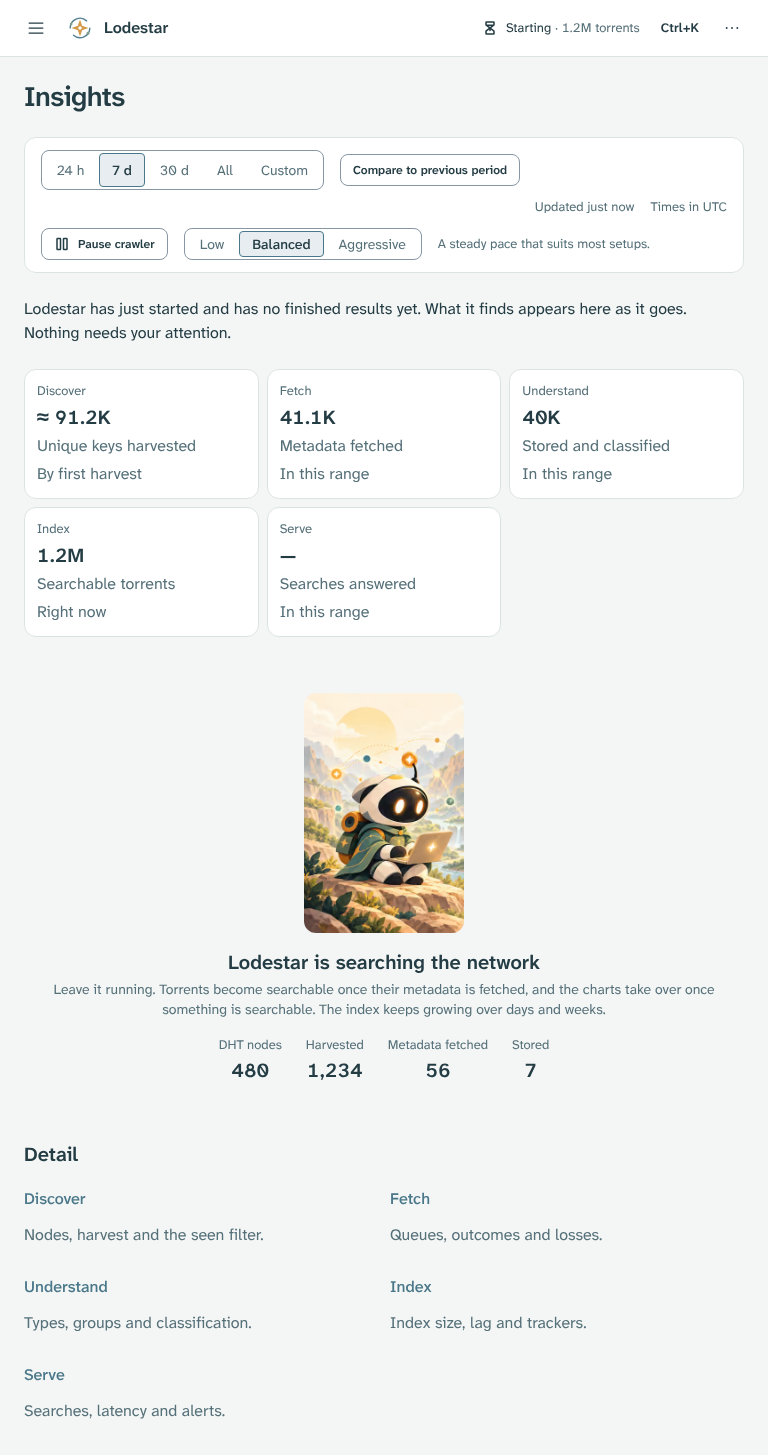 Lodestar
Starting · 1.2M torrents
Ctrl+K
Insights
24 h
7 d
30 d
All
Custom
Compare to previous period
Updated just now
Times in UTC
Pause crawler
Low
Balanced
Aggressive
A steady pace that suits most setups.
Lodestar has just started and has no finished results yet. What it finds appears here as it goes.
Nothing needs your attention.
Discover
≈ 91.2K
Unique keys harvested
By first harvest
Fetch
41.1K
Metadata fetched
In this range
Understand
40K
Stored and classified
In this range
Index
1.2M
Searchable torrents
Right now
Serve
—
Searches answered
In this range
Lodestar is searching the network
Leave it running. Torrents become searchable once their metadata is fetched, and the charts take over once
something is searchable. The index keeps growing over days and weeks.
DHT nodes
480
Harvested
1,234
Metadata fetched
56
Stored
7
Detail
Discover
Nodes, harvest and the seen filter.
Fetch
Queues, outcomes and losses.
Understand
Types, groups and classification.
Index
Index size, lag and trackers.
Serve
Searches, latency and alerts.